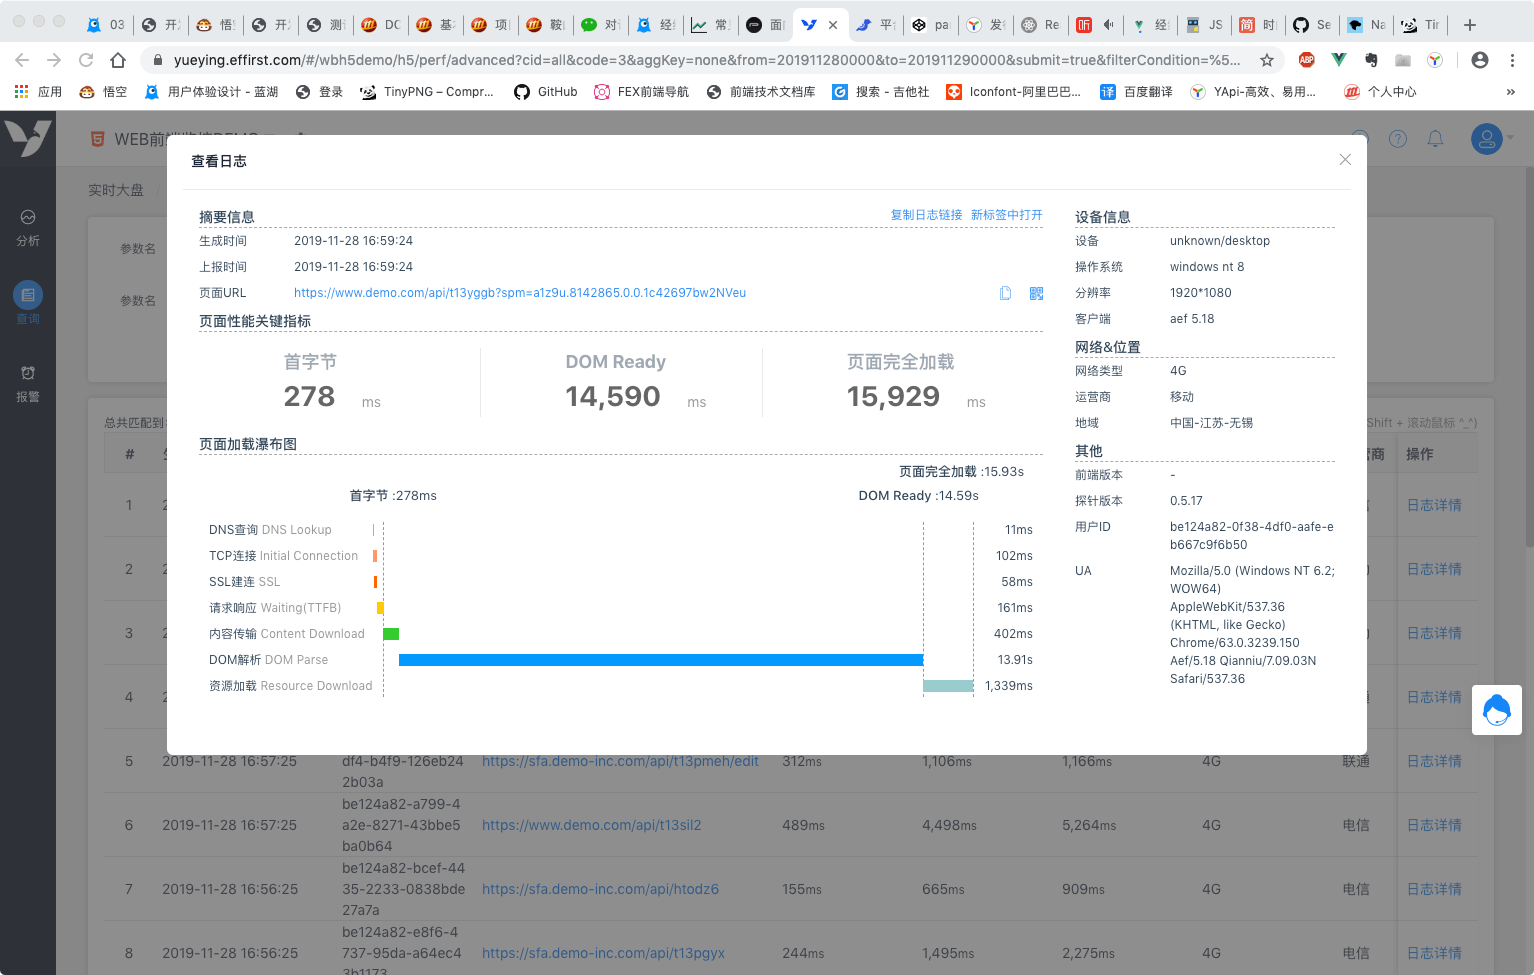 03
开
悟
开
测
DC
基
项
鞍
对
经
常
面
平
pa
发
Re
听
经
JS
简 时
Se
Na
Tir
yueying.effirst.com/#/wbh5demo/h5/perf/advanced?cid=all&code=3&aggKey=none&from=201911280000&to=201911290000&submit=true&filterCondition=%5...
ABP
应用 悟空 用户体验设计 - 蓝湖 登录 TinyPNG – Compr... GitHub FEX前端导航 前端技术文档库 搜索 - 吉他社 Iconfont-阿里巴巴... 译 百度翻译 YApi-高效、易用... 个人中心 »
WEB前端监控DEMO
实时大盘
分析
查询
报警
参数名
参数名
查看日志
摘要信息 复制日志链接 新标签中打开
生成时间 2019-11-28 16:59:24
上报时间 2019-11-28 16:59:24
页面URL https://www.demo.com/api/t13yggb?spm=a1z9u.8142865.0.0.1c42697bw2NVeu
页面性能关键指标
首字节 DOM Ready 页面完全加载
278 ms 14,590 ms 15,929 ms
页面加载瀑布图
页面完全加载 :15.93s
首字节 :278ms DOM Ready :14.59s
DNS查询 DNS Lookup 11ms
TCP连接 Initial Connection 102ms
SSL建连 SSL 58ms
请求响应 Waiting(TTFB) 161ms
内容传输 Content Download 402ms
DOM解析 DOM Parse 13.91s
资源加载 Resource Download 1,339ms
设备信息
设备 unknown/desktop
操作系统 windows nt 8
分辨率 1920*1080
客户端 aef 5.18
网络&位置
网络类型 4G
运营商 移动
地域 中国-江苏-无锡
其他
前端版本 -
探针版本 0.5.17
用户ID be124a82-0f38-4df0-aafe-e
b667c9f6b50
UA Mozilla/5.0 (Windows NT 6.2;
WOW64)
AppleWebKit/537.36
(KHTML, like Gecko)
Chrome/63.0.3239.150
Aef/5.18 Qianniu/7.09.03N
Safari/537.36
总共匹配到 Shift + 滚动鼠标 ^_^)
# 商 操作
1 2 日志详情
2 2 日志详情
3 2 日志详情
4 2 日志详情
5 2019-11-28 16:57:25 df4-b4f9-126eb24 https://sfa.demo-inc.com/api/t13pmeh/edit 312ms 1,106ms 1,166ms 4G 联通 日志详情
2b03a
be124a82-a799-4
6 2019-11-28 16:57:25 a2e-8271-43bbe5 https://www.demo.com/api/t13sil2 489ms 4,498ms 5,264ms 4G 电信 日志详情
ba0b64
be124a82-bcef-44
7 2019-11-28 16:56:25 35-2233-0838bde https://sfa.demo-inc.com/api/htodz6 155ms 665ms 909ms 4G 电信 日志详情
27a7a
be124a82-e8f6-4
8 2019-11-28 16:56:25 737-95da-a64ec4 https://sfa.demo-inc.com/api/t13pgyx 244ms 1,495ms 2,275ms 4G 电信 日志详情
3b1173